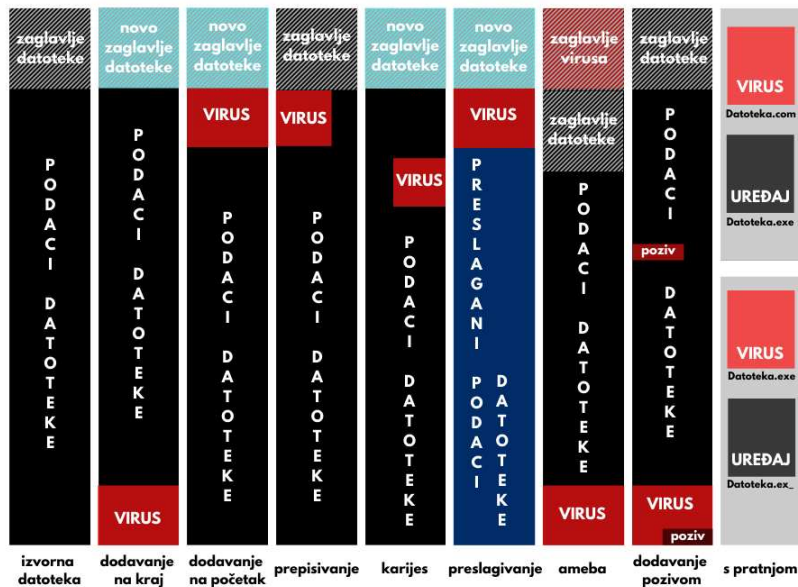 zaglavlje
datoteke
PODACI DATOTEKE
izvorna
datoteka
novo
zaglavlje
datoteke
PODACI DATOTEKE
VIRUS
dodavanje
na kraj
novo
zaglavlje
datoteke
VIRUS
PODACI DATOTEKE
dodavanje
na početak
zaglavlje
datoteke
VIRUS
PODACI DATOTEKE
prepisivanje
novo
zaglavlje
datoteke
VIRUS
PODACI DATOTEKE
karijes
novo
zaglavlje
datoteke
VIRUS
PRESLAGANI PODACI
DATOTEKE
preslagivanje
zaglavlje
virusa
zaglavlje
datoteke
PODACI DATOTEKE
VIRUS
ameba
zaglavlje
datoteke
PODACI
poziv
DATOTEKE
VIRUS
poziv
dodavanje
pozivom
VIRUS
Datoteka.com
UREĐAJ
Datoteka.exe
VIRUS
Datoteka.exe
UREĐAJ
Datoteka.ex_
s pratnjom